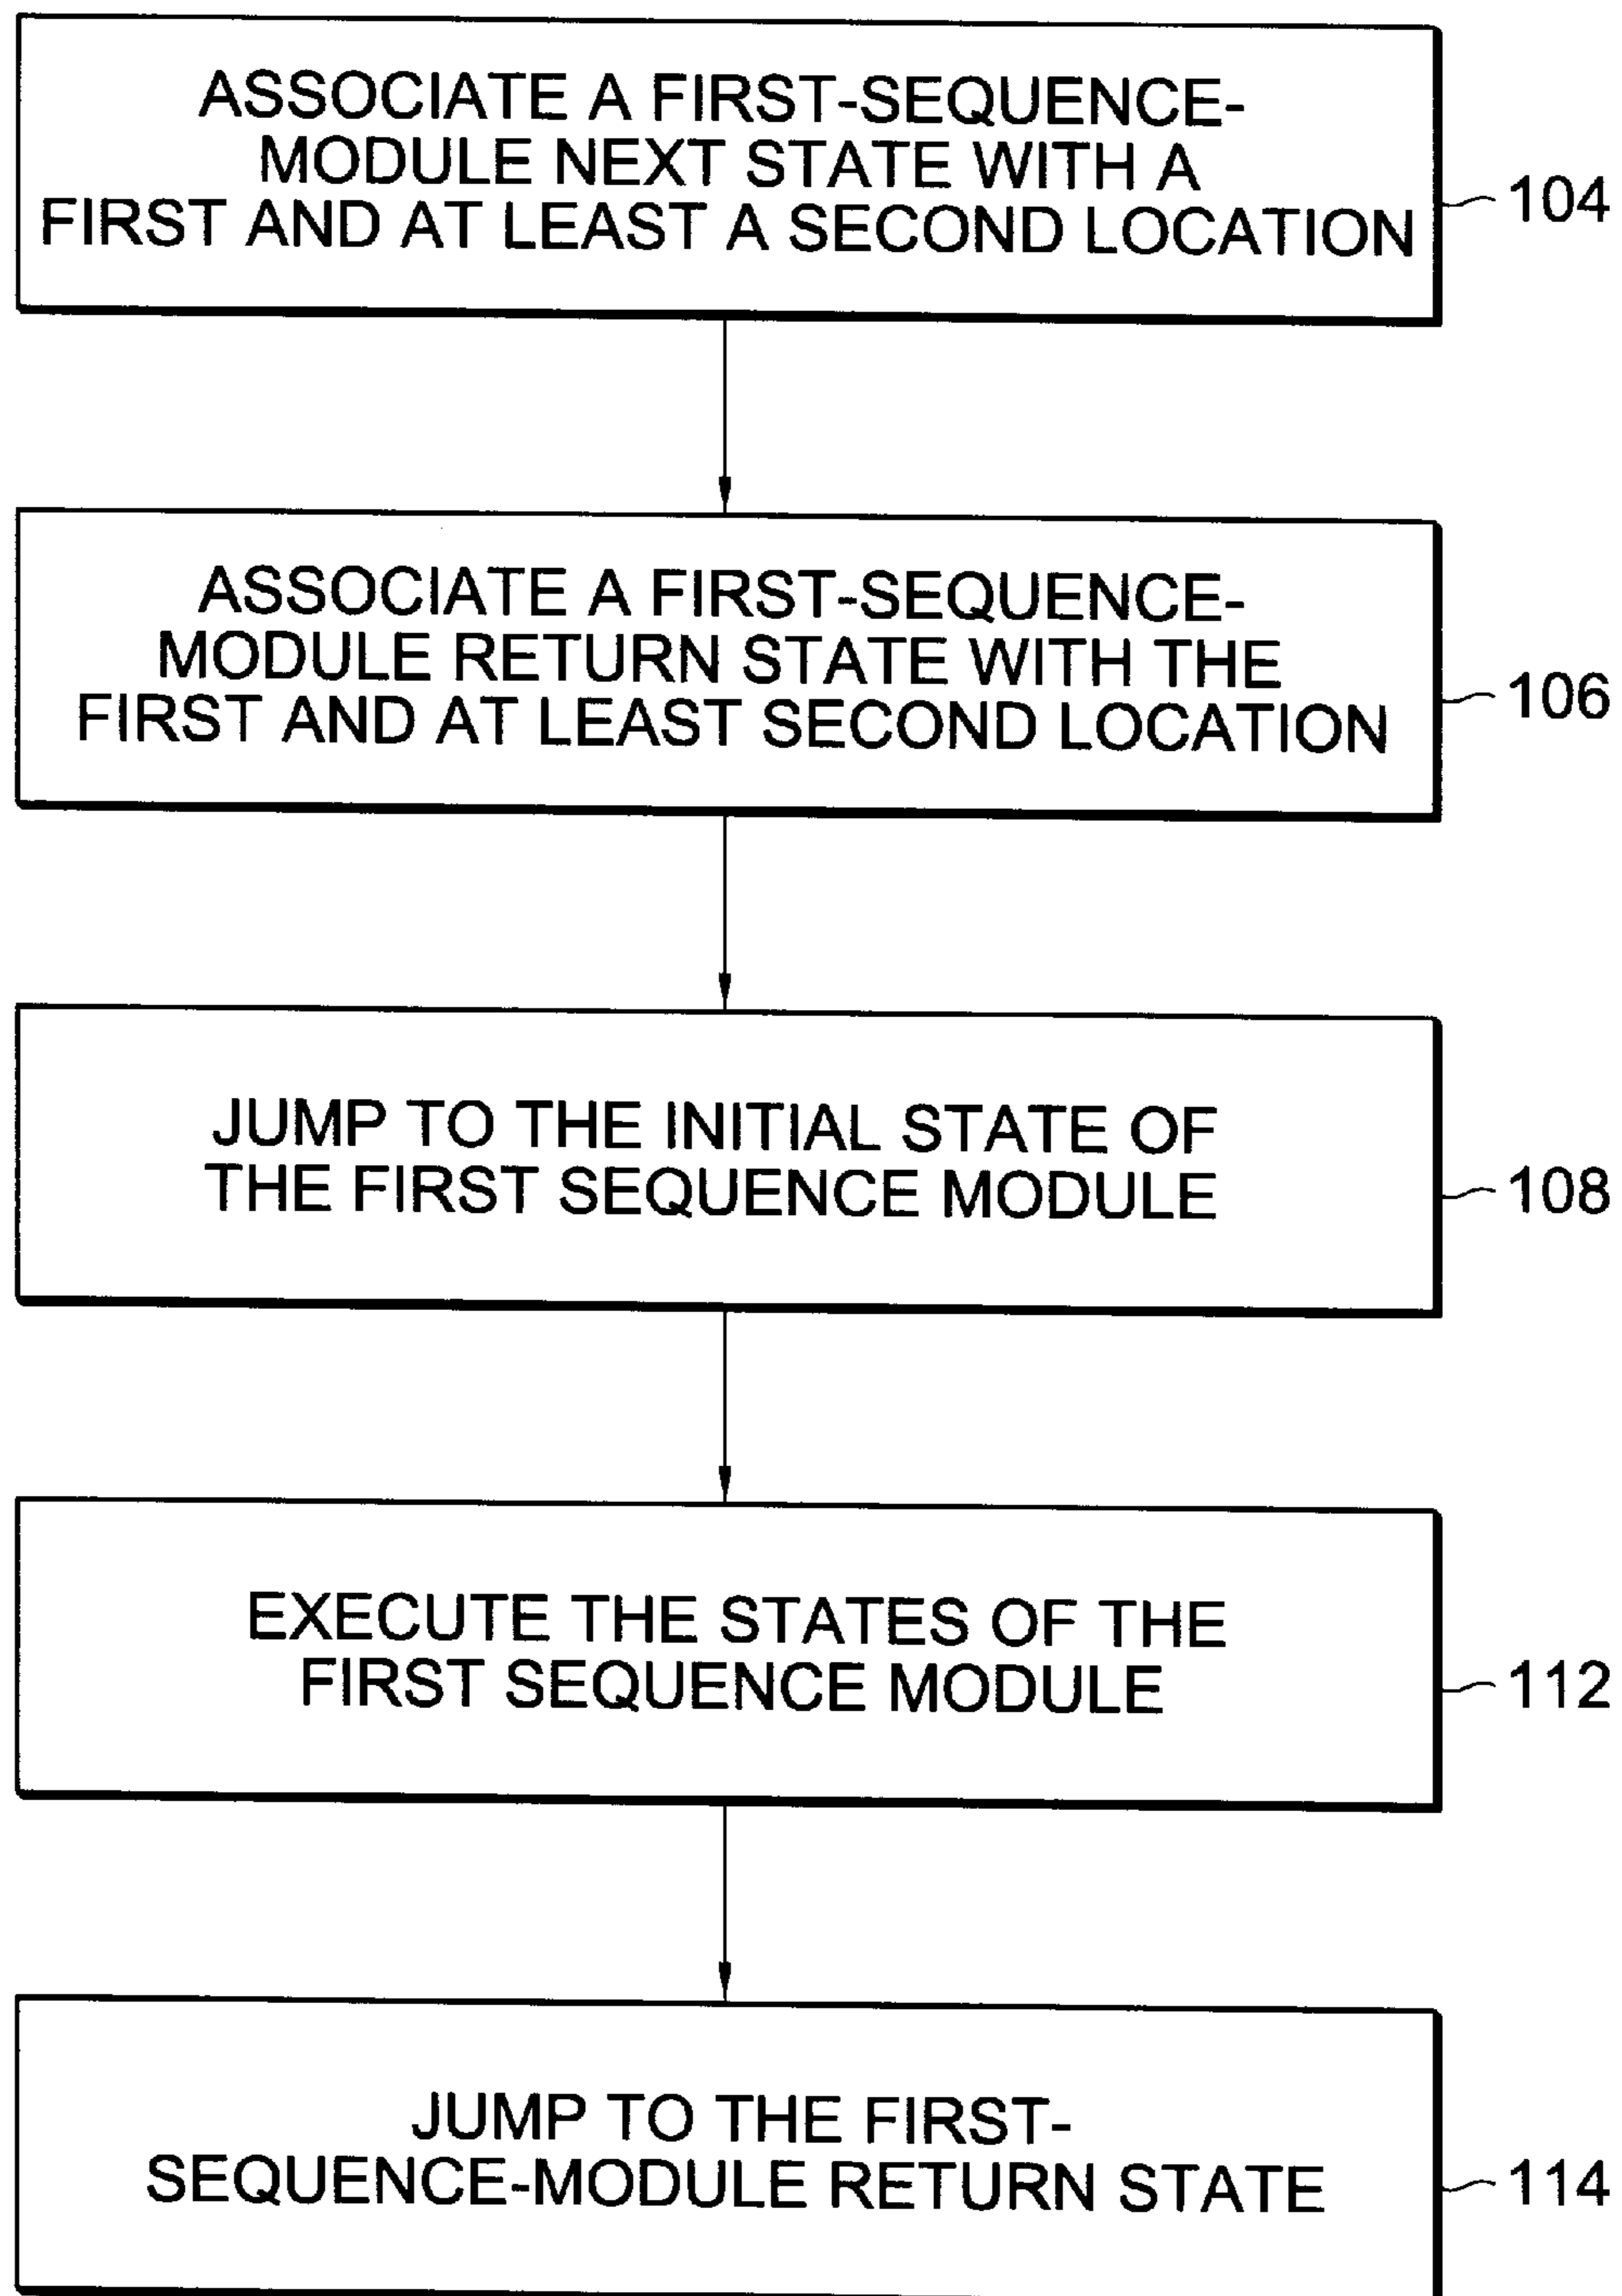 ASSOCIATE A FIRST-SEQUENCE-
MODULE NEXT STATE WITH A
FIRST AND AT LEAST A SECOND LOCATION
104
ASSOCIATE A FIRST-SEQUENCE-
MODULE RETURN STATE WITH THE
FIRST AND AT LEAST SECOND LOCATION
106
JUMP TO THE INITIAL STATE OF
THE FIRST SEQUENCE MODULE
108
EXECUTE THE STATES OF THE
FIRST SEQUENCE MODULE
112
JUMP TO THE FIRST-
SEQUENCE-MODULE RETURN STATE
114